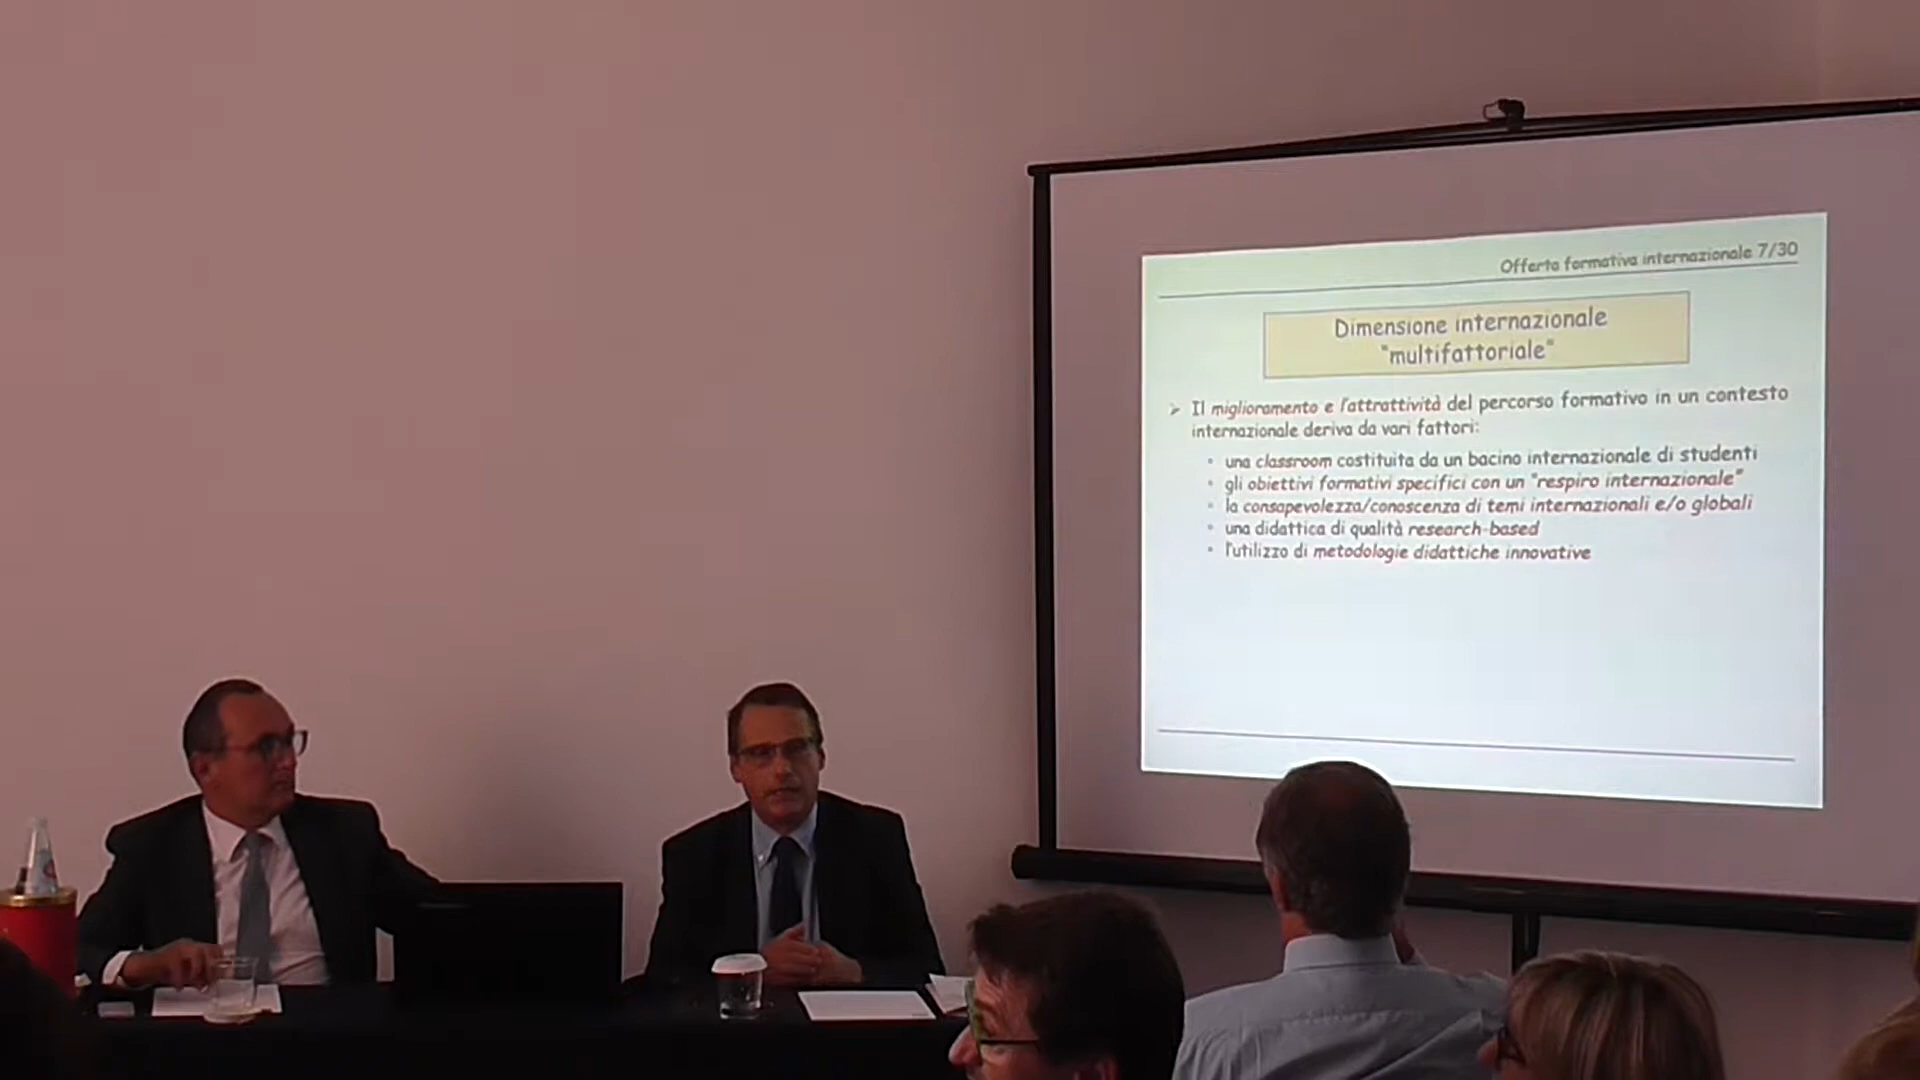 Offerta formativa internazionale 7/30
Dimensione internazionale
"multifattoriale"
➢ Il miglioramento e l'attrattività del percorso formativo in un contesto
internazionale deriva da vari fattori:
• una classroom costituita da un bacino internazionale di studenti
• gli obiettivi formativi specifici con un "respiro internazionale"
• la consapevolezza/conoscenza di temi internazionali e/o globali
• una didattica di qualità research-based
• l'utilizzo di metodologie didattiche innovative